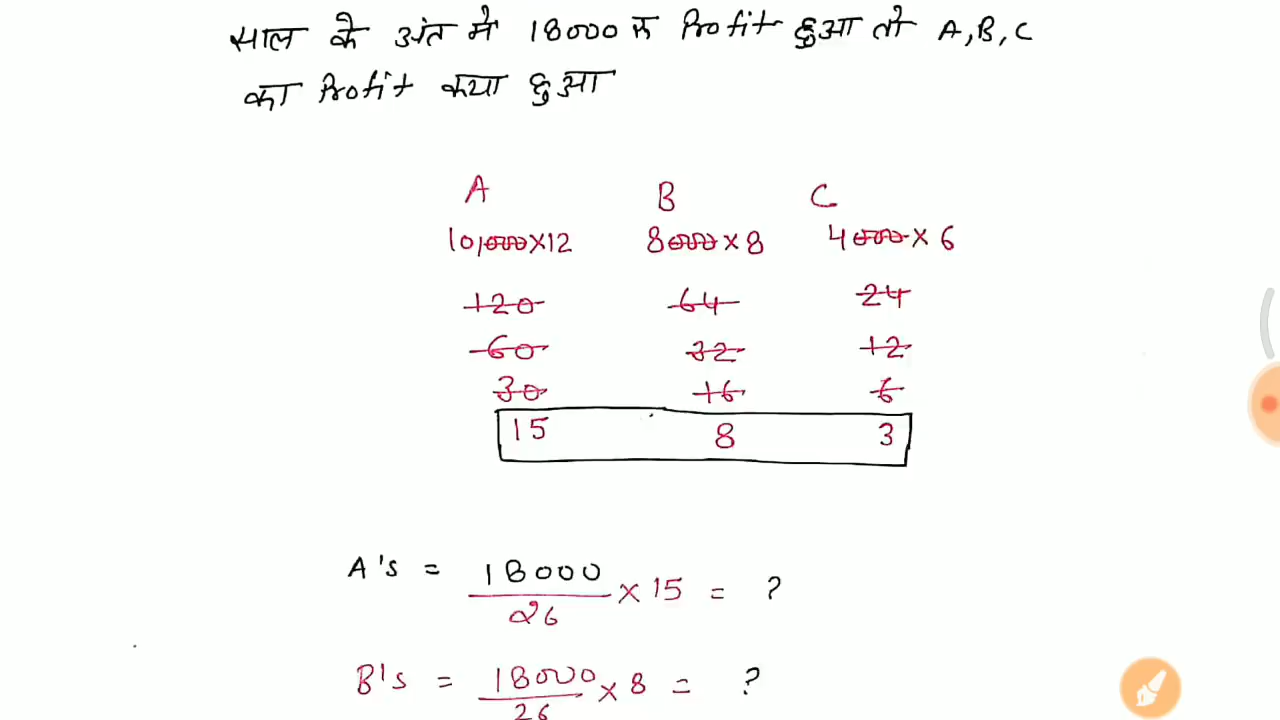 साल के अंत मे 18000 रु Profit हुआ तो A, B, C
का Profit क्या हुआ
A B C
10,000×12 8000×8 4000×6
120 64 24
60 32 12
30 16 6
15 8 3
A's = 18000/26 × 15 = ?
B's = 18000/26 × 8 = ?